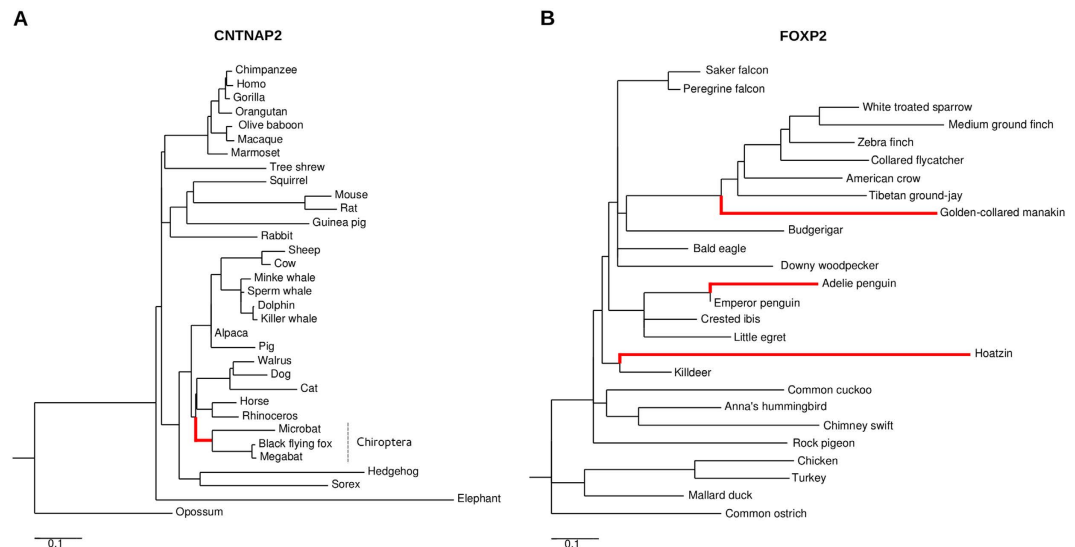 A
CNTNAP2
Chimpanzee
Homo
Gorilla
Orangutan
Olive baboon
Macaque
Marmoset
Tree shrew
Squirrel
Mouse
Rat
Guinea pig
Rabbit
Sheep
Cow
Minke whale
Sperm whale
Dolphin
Killer whale
Alpaca
Pig
Walrus
Dog
Cat
Horse
Rhinoceros
Microbat
Black flying fox
Megabat
Chiroptera
Hedgehog
Sorex
Elephant
Opossum
0.1
B
FOXP2
Saker falcon
Peregrine falcon
White troated sparrow
Medium ground finch
Zebra finch
Collared flycatcher
American crow
Tibetan ground-jay
Golden-collared manakin
Budgerigar
Bald eagle
Downy woodpecker
Adelie penguin
Emperor penguin
Crested ibis
Little egret
Hoatzin
Killdeer
Common cuckoo
Anna's hummingbird
Chimney swift
Rock pigeon
Chicken
Turkey
Mallard duck
Common ostrich
0.1